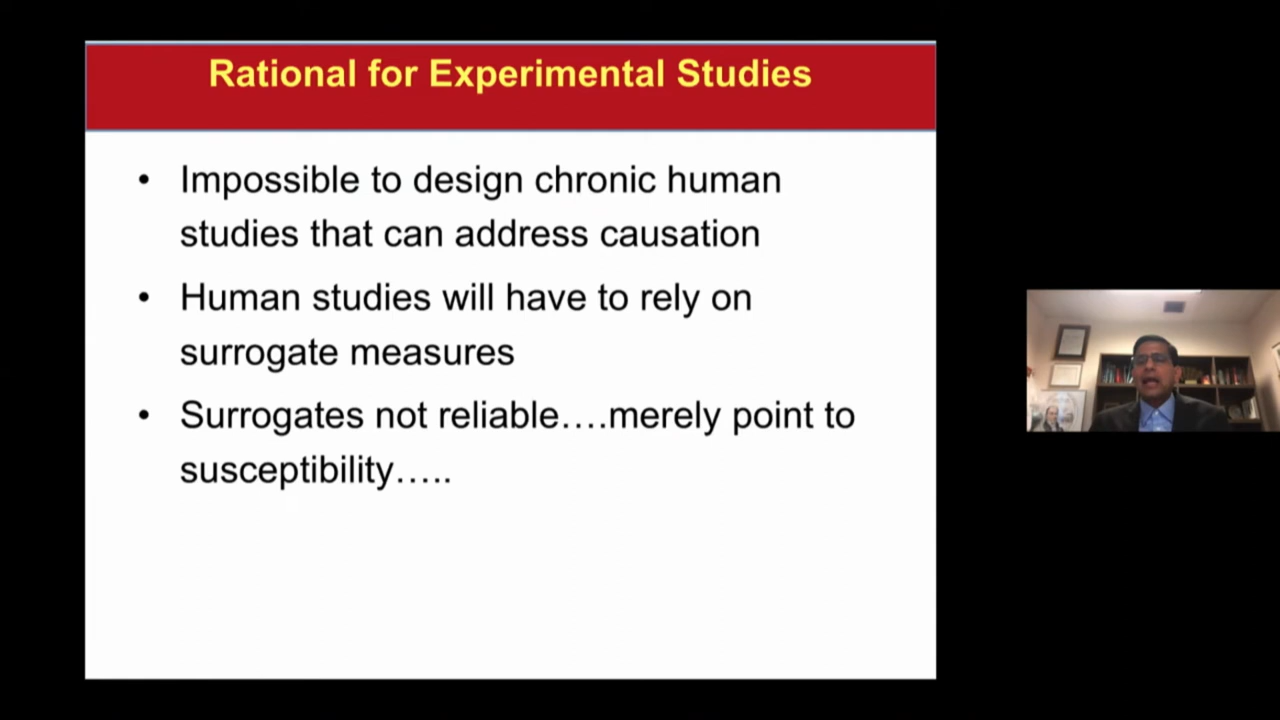 Rational for Experimental Studies
• Impossible to design chronic human
studies that can address causation
• Human studies will have to rely on
surrogate measures
• Surrogates not reliable….merely point to
susceptibility…..